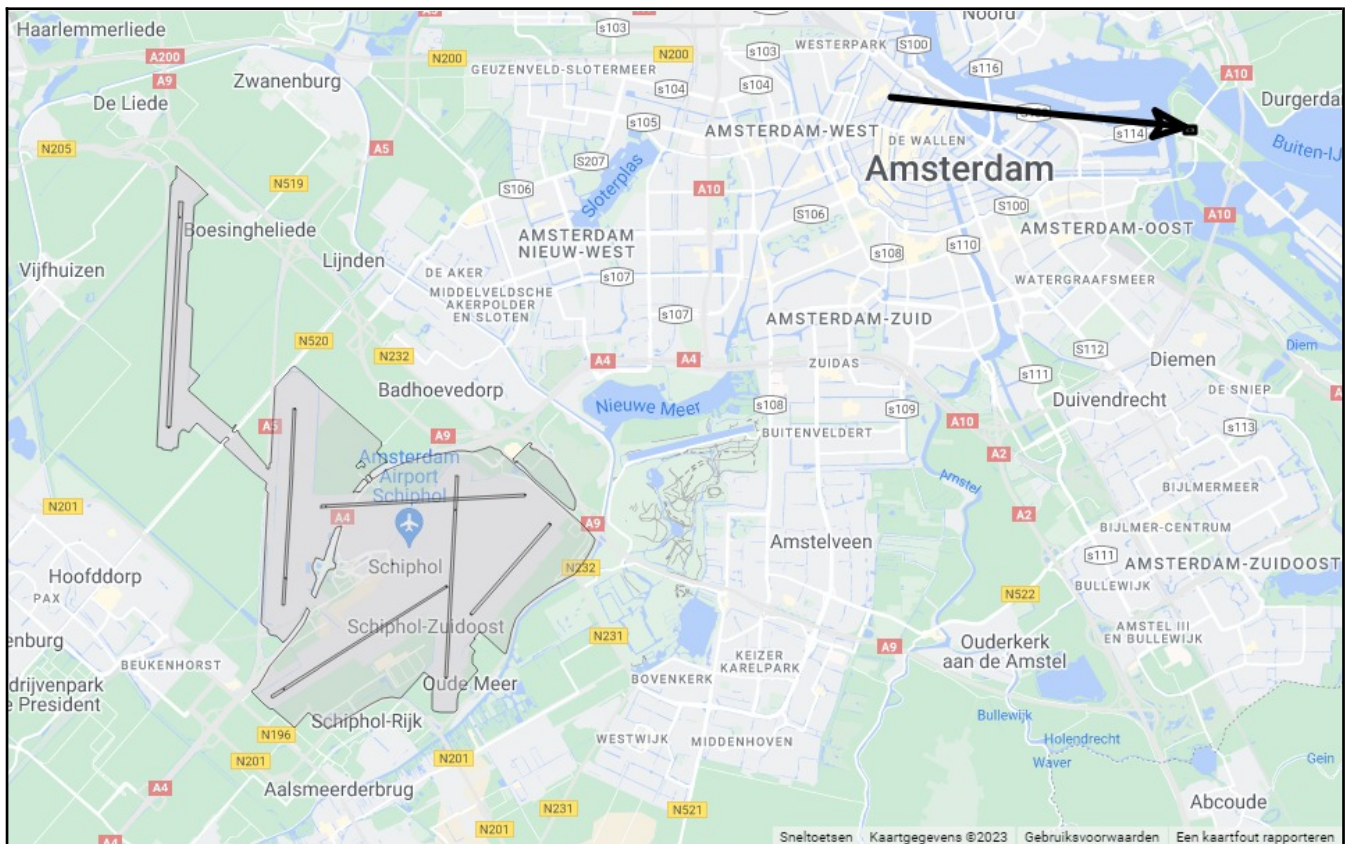 Haarlemmerliede
A9
s103
Noord
A200
N200
N200
s103
WESTERPARK
S100
A9
Zwanenburg
GEUZENVELD-SLOTERMEER
s116
A10
De Liede
s104
s104
Durgerda
N205
A5
s105
AMSTERDAM-WEST
DE WALLEN
s114
Buiten-IJ
S207
Amsterdam
N519
S106
Sloterplas
A10
S100
S106
A10
Boesingheliede
AMSTERDAM
NIEUW-WEST
s110
AMSTERDAM-OOST
Vijfhuizen
Lijnden
DE AKER
s107
s108
WATERGRAAFSMEER
MIDDELVELDSCHE
AKERPOLDER
EN SLOTEN
s107
AMSTERDAM-ZUID
N520
N232
A4
A4
ZUIDAS
S112
Diemen
Diem
Badhoevedorp
s111
DE SNIEP
Nieuwe Meer
s108
s109
Duivendrecht
A5
A9
BUITENVELDERT
A10
s113
Amsterdam
Airport
Schiphol
A2
Amstel
BIJLMERMEER
N201
A4
A9
A2
BIJLMER-CENTRUM
Amstelveen
s111
AMSTERDAM-ZUIDOOST
Schiphol
N232
Hoofddorp
BULLEWIJK
PAX
N522
Schiphol-Zuidoost
N231
AMSTEL III
EN BULLEWIJK
enburg
A9
Ouderkerk
aan de Amstel
BEUKENHORST
KEIZER
KARELPARK
drijvenpark
e President
Oude Meer
BOVENKERK
Schiphol-Rijk
Bullewijk
N196
WESTWIJK
MIDDENHOVEN
Holendrecht
N201
N201
Waver
Gein
A4
Aalsmeerderbrug
N231
N521
Abcoude
N201
A4
Sneltoetsen Kaartgegevens ©2023 Gebruiksvoorwaarden Een kaartfout rapporteren